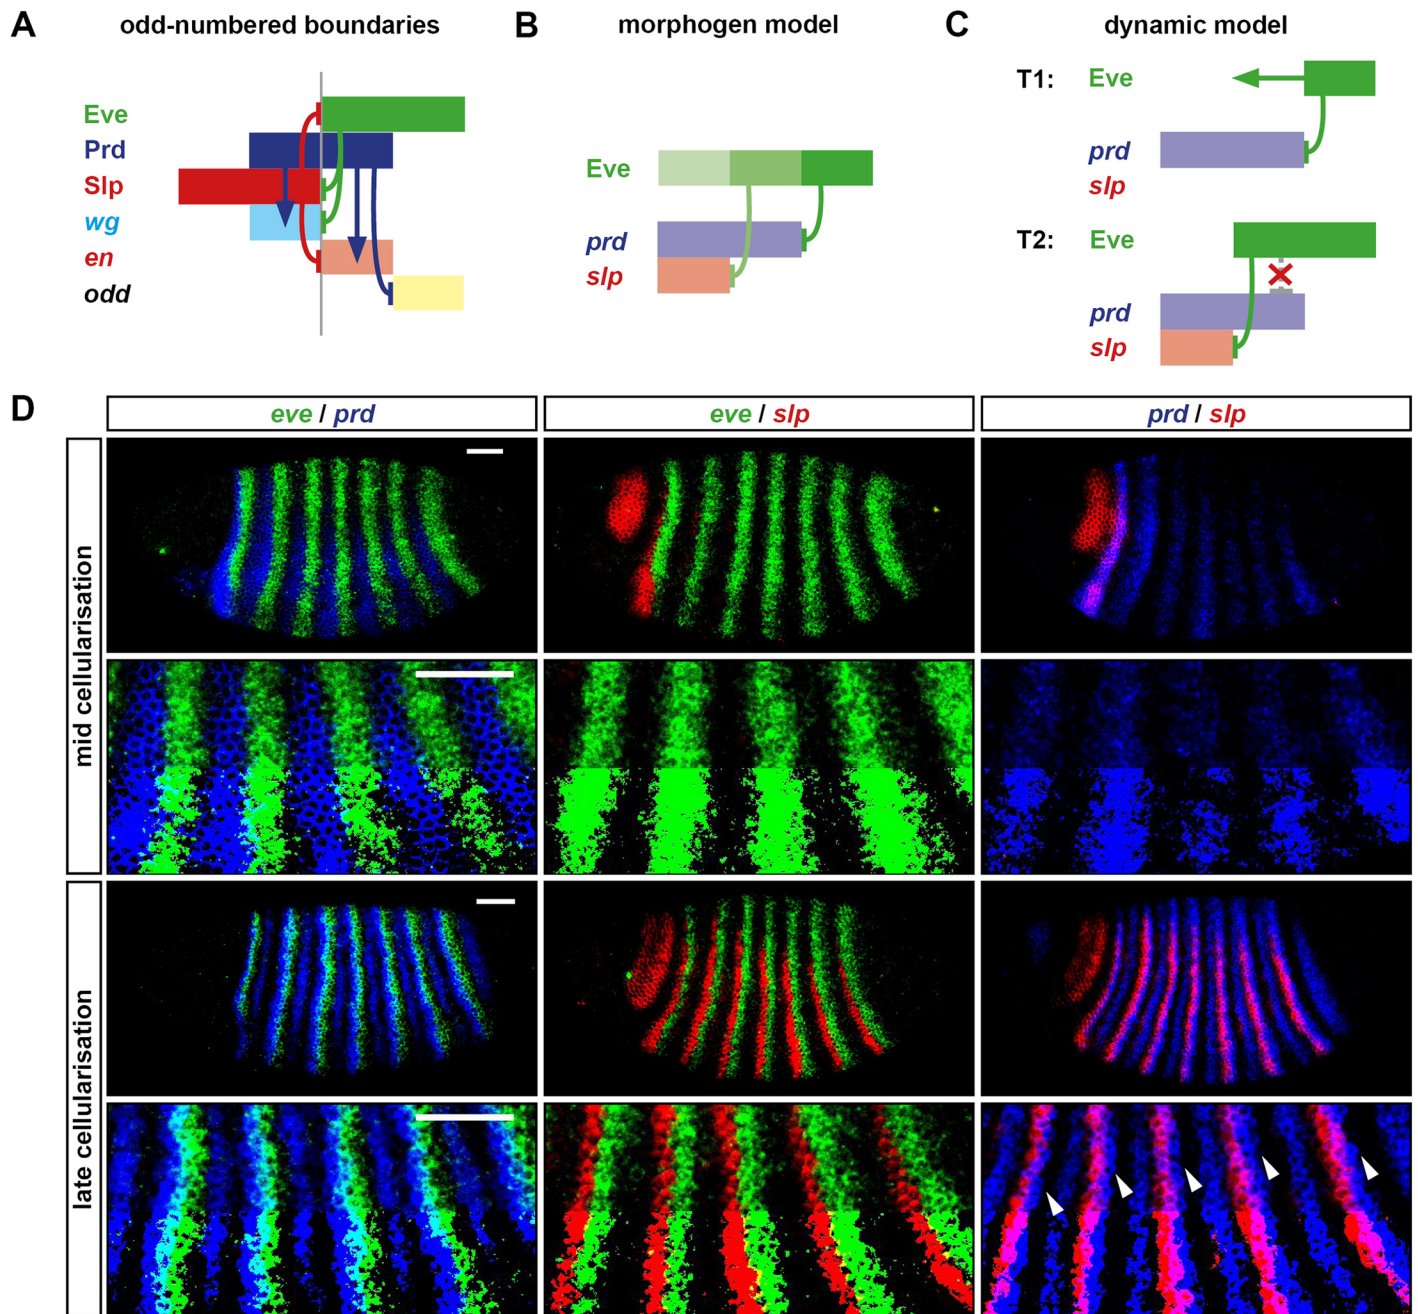 A odd-numbered boundaries
Eve
Prd
Slp
wg
en
odd
B morphogen model
Eve
prd
slp
C dynamic model
T1: Eve
prd
slp
T2: Eve
prd
slp
D
eve / prd
eve / slp
prd / slp
mid cellularisation
late cellularisation